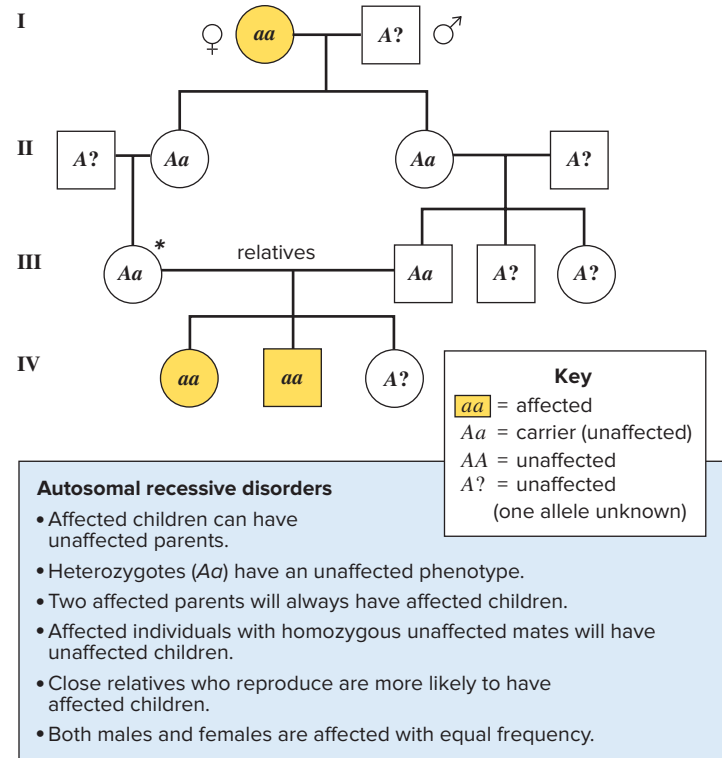 I
♀ aa A? ♂
II
A? Aa Aa A?
III
Aa * relatives Aa A? A?
IV
aa aa A?
Key
aa = affected
Aa = carrier (unaffected)
AA = unaffected
A? = unaffected
(one allele unknown)
Autosomal recessive disorders
• Affected children can have
unaffected parents.
• Heterozygotes (Aa) have an unaffected phenotype.
• Two affected parents will always have affected children.
• Affected individuals with homozygous unaffected mates will have
unaffected children.
• Close relatives who reproduce are more likely to have
affected children.
• Both males and females are affected with equal frequency.